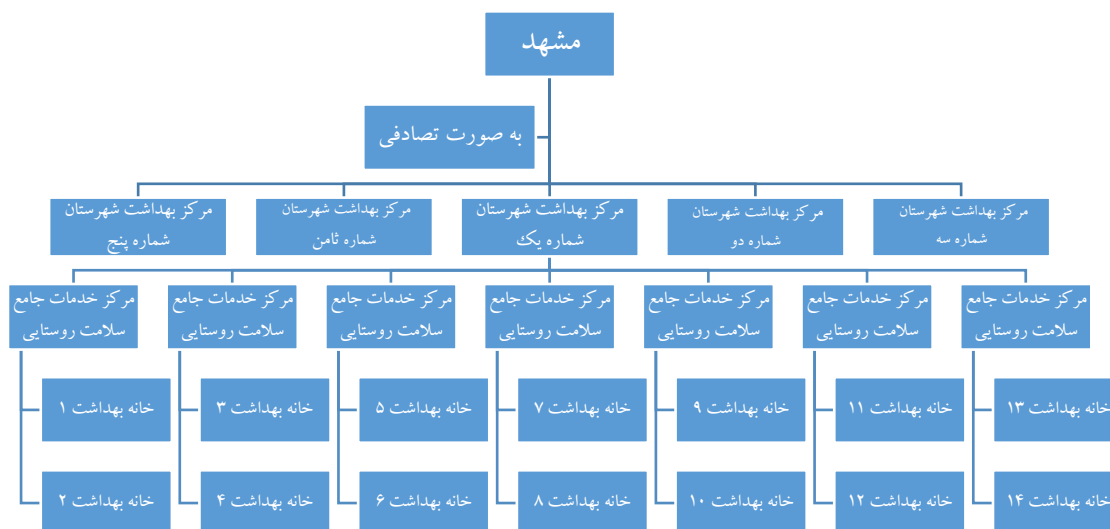 مشهد
به صورت تصادفی
مرکز بهداشت شهرستان
شماره سه
مرکز بهداشت شهرستان
شماره دو
مرکز بهداشت شهرستان
شماره یک
مرکز بهداشت شهرستان
شماره ثامن
مرکز بهداشت شهرستان
شماره پنج
مرکز خدمات جامع
سلامت روستایی
مرکز خدمات جامع
سلامت روستایی
مرکز خدمات جامع
سلامت روستایی
مرکز خدمات جامع
سلامت روستایی
مرکز خدمات جامع
سلامت روستایی
مرکز خدمات جامع
سلامت روستایی
مرکز خدمات جامع
سلامت روستایی
خانه بهداشت ۱۳
خانه بهداشت ۱۱
خانه بهداشت ۹
خانه بهداشت ۷
خانه بهداشت ۵
خانه بهداشت ۳
خانه بهداشت ۱
خانه بهداشت ۱۴
خانه بهداشت ۱۲
خانه بهداشت ۱۰
خانه بهداشت ۸
خانه بهداشت ۶
خانه بهداشت ۴
خانه بهداشت ۲